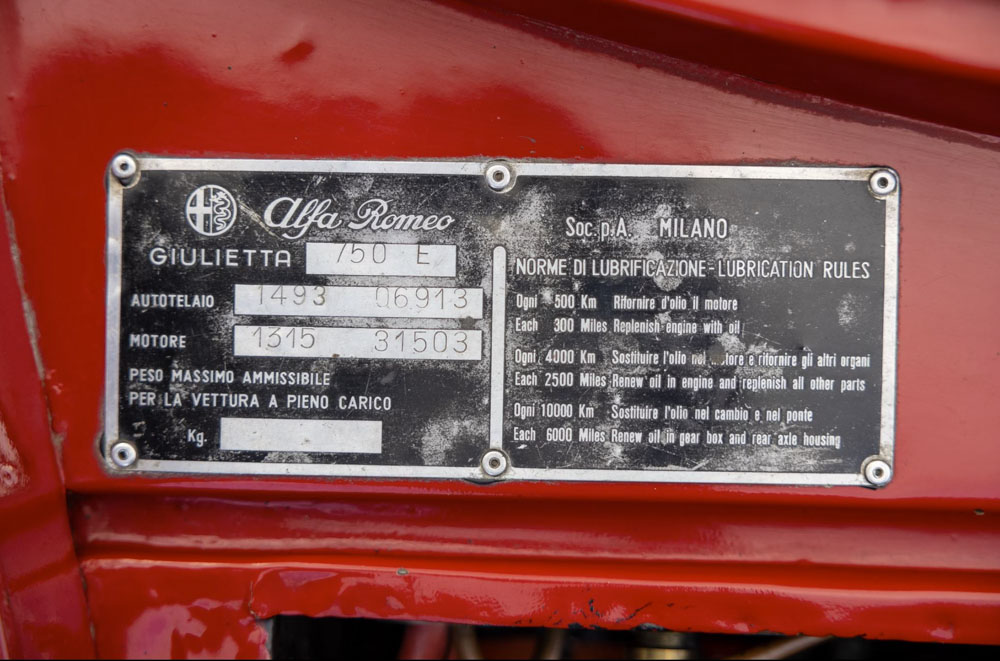 Alfa Romeo
GIULIETTA 750 E
AUTOTELAIO 1493 06913
MOTORE 1315 31503
PESO MASSIMO AMMISSIBILE
PER LA VETTURA A PIENO CARICO
Kg.
Soc. p. A. MILANO
NORME DI LUBRIFICAZIONE - LUBRICATION RULES
Ogni 500 Km Rifornire d'olio il motore
Each 300 Miles Replenish engine with oil
Ogni 4000 Km Sostituire l'olio nel motore e rifornire gli altri organi
Each 2500 Miles Renew oil in engine and replenish all other parts
Ogni 10000 Km Sostituire l'olio nel cambio e nel ponte
Each 6000 Miles Renew oil in gear box and rear axle housing